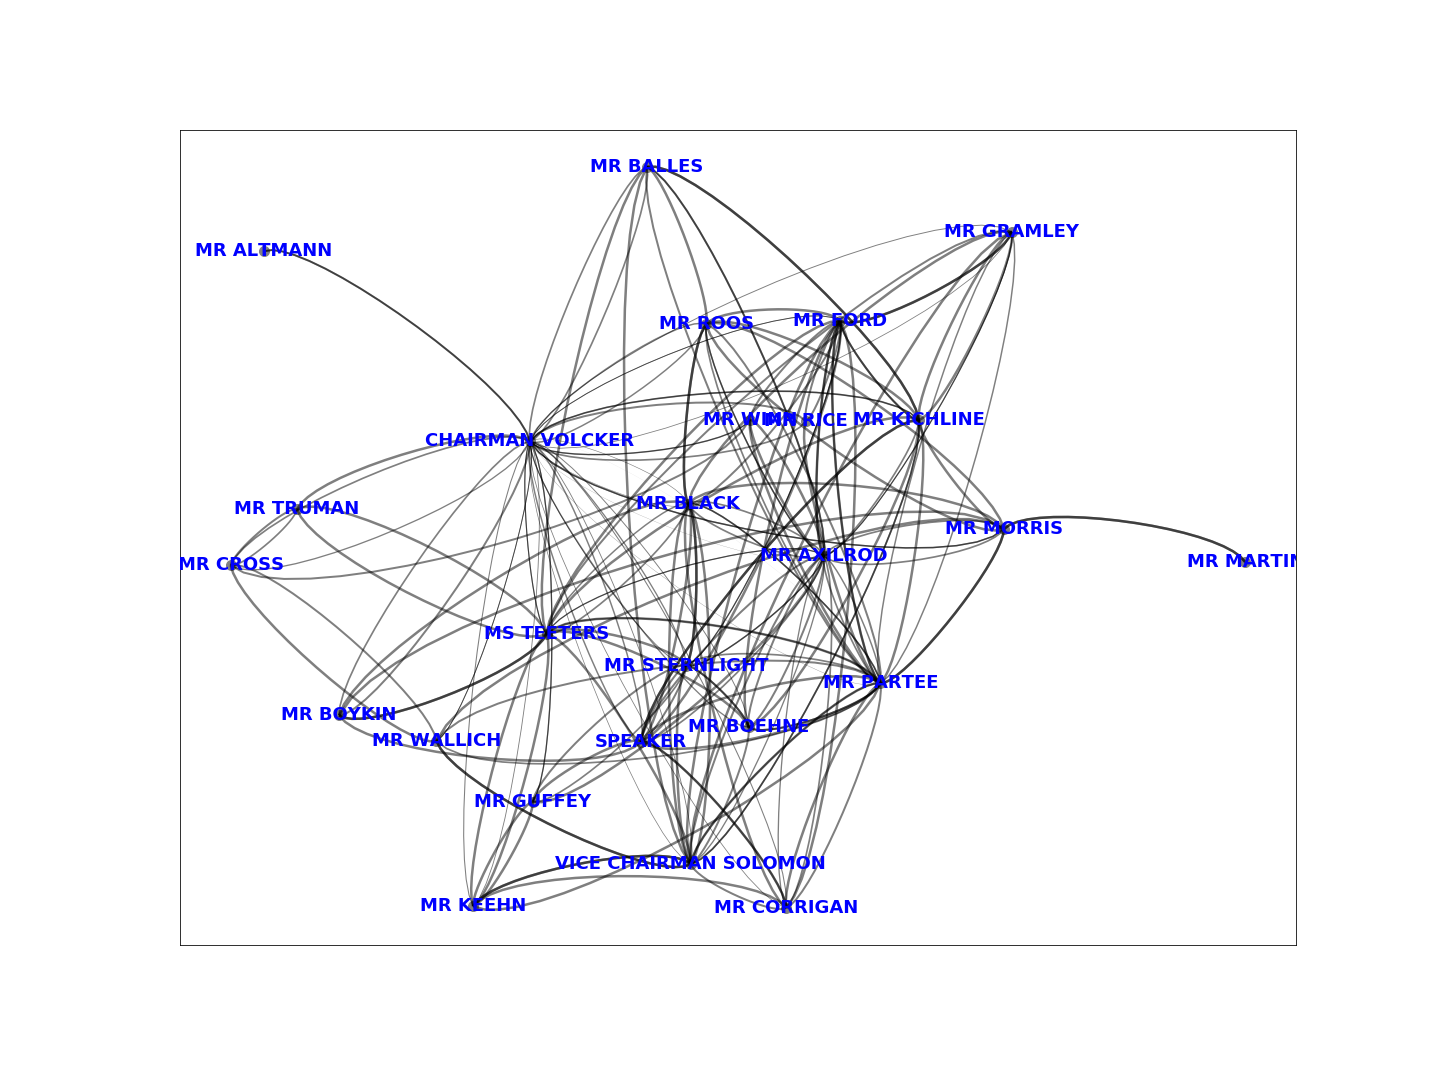 MR BALLES
MR GRAMLEY
MR ALTMANN
MR ROOS
MR FORD
MR WINN
MR RICE
MR KICHLINE
CHAIRMAN VOLCKER
MR BLACK
MR TRUMAN
MR MORRIS
MR AXILROD
MR MARTIN
MR CROSS
MS TEETERS
MR STERNLIGHT
MR PARTEE
MR BOYKIN
MR BOEHNE
MR WALLICH
SPEAKER
MR GUFFEY
VICE CHAIRMAN SOLOMON
MR KEEHN
MR CORRIGAN